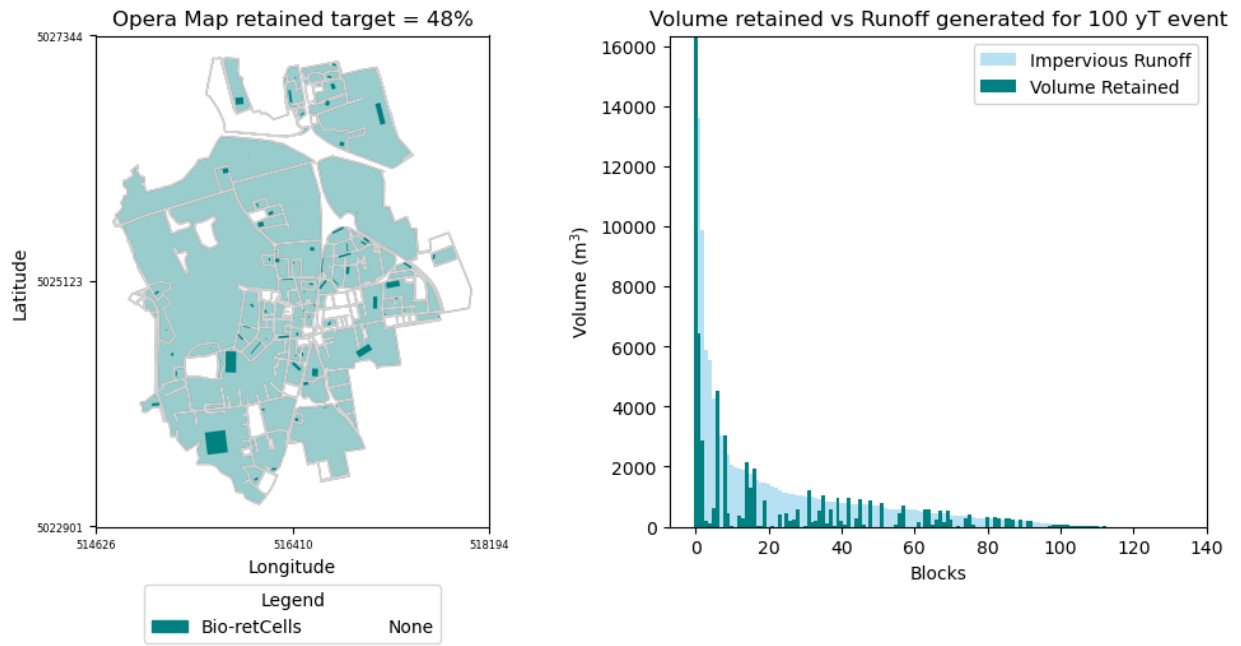 Opera Map retained target = 48%
5027344
5025123
5022901
Latitude
514626
516410
518194
Longitude
Legend
Bio-retCells
None
Volume retained vs Runoff generated for 100 yT event
Impervious Runoff
Volume Retained
16000
14000
12000
10000
8000
6000
4000
2000
0
Volume (m³)
0
20
40
60
80
100
120
140
Blocks